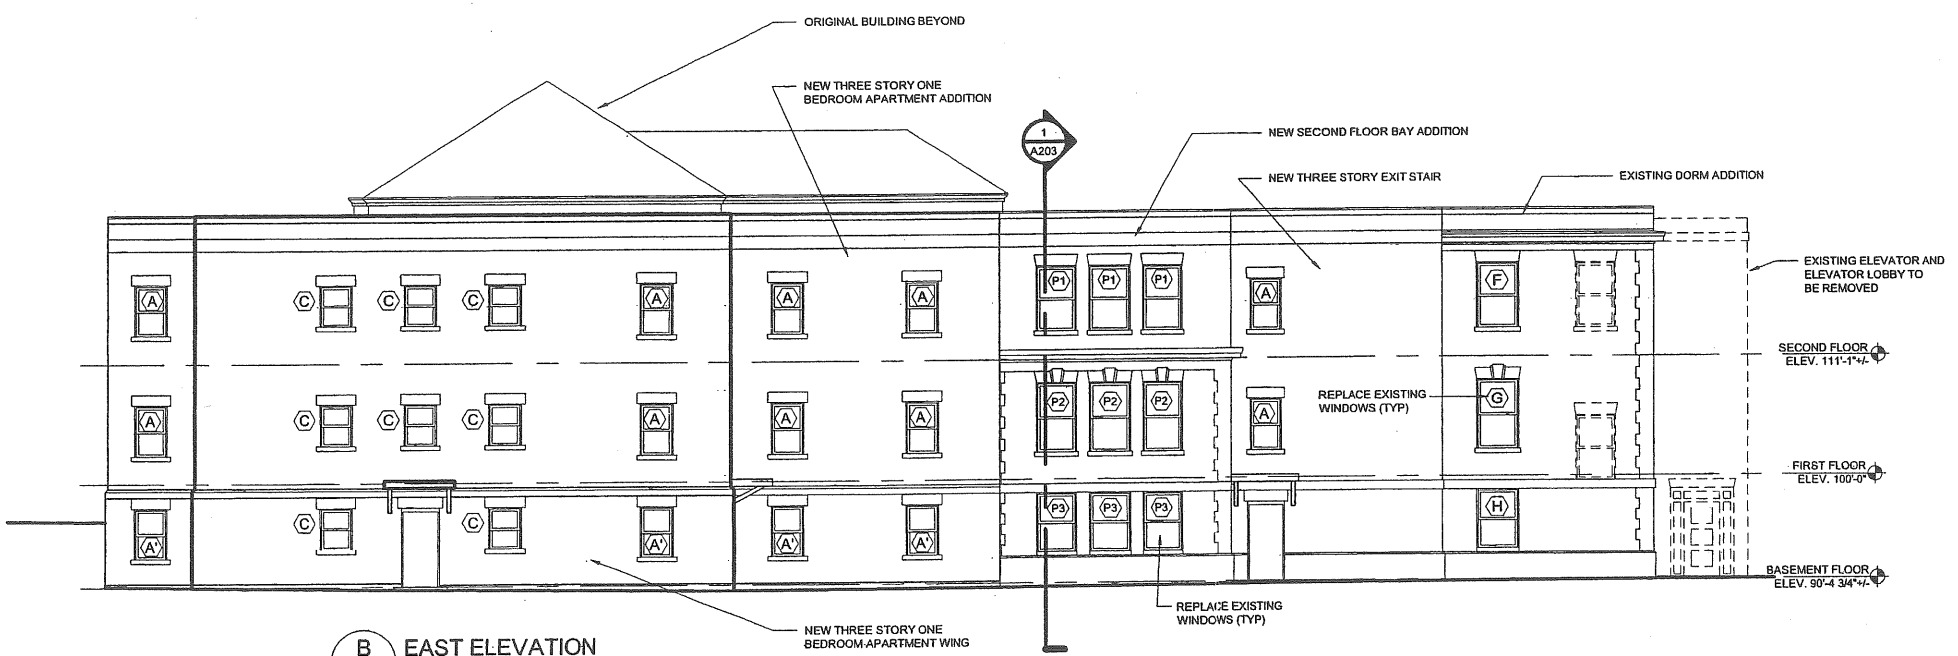 ORIGINAL BUILDING BEYOND
NEW THREE STORY ONE
BEDROOM APARTMENT ADDITION
1
A203
NEW SECOND FLOOR BAY ADDITION
NEW THREE STORY EXIT STAIR
EXISTING DORM ADDITION
EXISTING ELEVATOR AND
ELEVATOR LOBBY TO
BE REMOVED
A C C C A A A P1 P1 P1 A F
SECOND FLOOR
ELEV. 111'-1"+/-
REPLACE EXISTING
WINDOWS (TYP)
A C C C A A A P2 P2 P2 A G
FIRST FLOOR
ELEV. 100'-0"
A' C C A' A' A' P3 P3 P3 H
BASEMENT FLOOR
ELEV. 90'-4 3/4"+/-
REPLACE EXISTING
WINDOWS (TYP)
NEW THREE STORY ONE
BEDROOM APARTMENT WING
B EAST ELEVATION